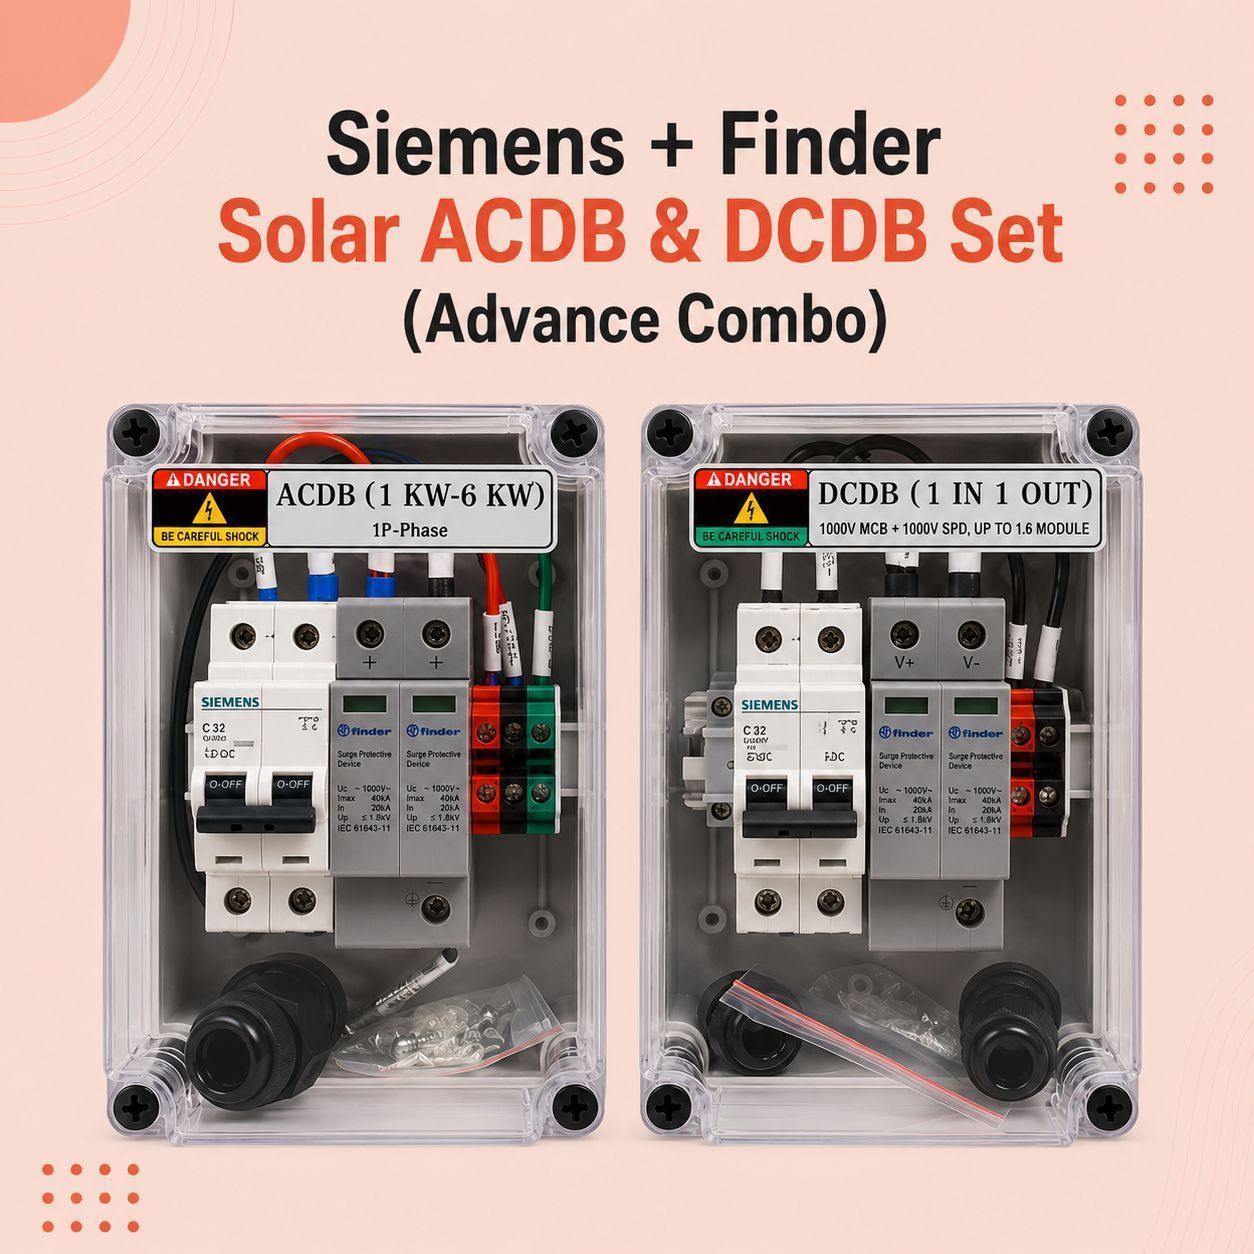 Siemens + Finder
Solar ACDB & DCDB Set
(Advance Combo)
DANGER
BE CAREFUL SHOCK
ACDB (1 KW-6 KW)
1P-Phase
SIEMENS
C 32
O·OFF O·OFF
+ +
finder finder
Surge Protective Device
Surge Protective Device
Uc ~ 1000V~
Imax 40kA
In 20kA
Up ≤ 1.8kV
IEC 61643-11
Uc ~ 1000V~
Imax 40kA
In 20kA
Up ≤ 1.8kV
IEC 61643-11
DANGER
BE CAREFUL SHOCK
DCDB (1 IN 1 OUT)
1000V MCB + 1000V SPD, UP TO 1.6 MODULE
SIEMENS
C 32
O·OFF O·OFF
V+ V-
finder finder
Surge Protective Device
Surge Protective Device
Uc ~ 1000V~
Imax 40kA
In 20kA
Up ≤ 1.8kV
IEC 61643-11
Uc ~ 1000V~
Imax 40kA
In 20kA
Up ≤ 1.8kV
IEC 61643-11